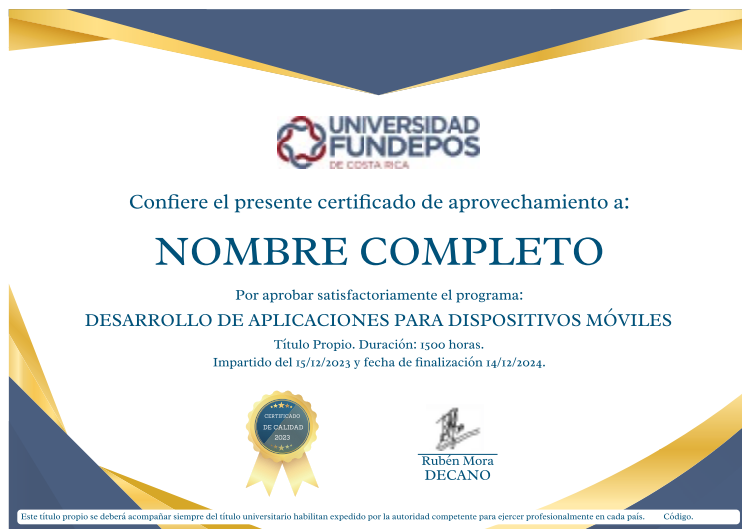 UNIVERSIDAD
FUNDEPOS
DE COSTA RICA
Confiere el presente certificado de aprovechamiento a:
NOMBRE COMPLETO
Por aprobar satisfactoriamente el programa:
DESARROLLO DE APLICACIONES PARA DISPOSITIVOS MÓVILES
Título Propio. Duración: 1500 horas.
Impartido del 15/12/2023 y fecha de finalización 14/12/2024.
CERTIFICADO
DE CALIDAD
2023
Rubén Mora
DECANO
Este título propio se deberá acompañar siempre del título universitario habilitan expedido por la autoridad competente para ejercer profesionalmente en cada país. Código.